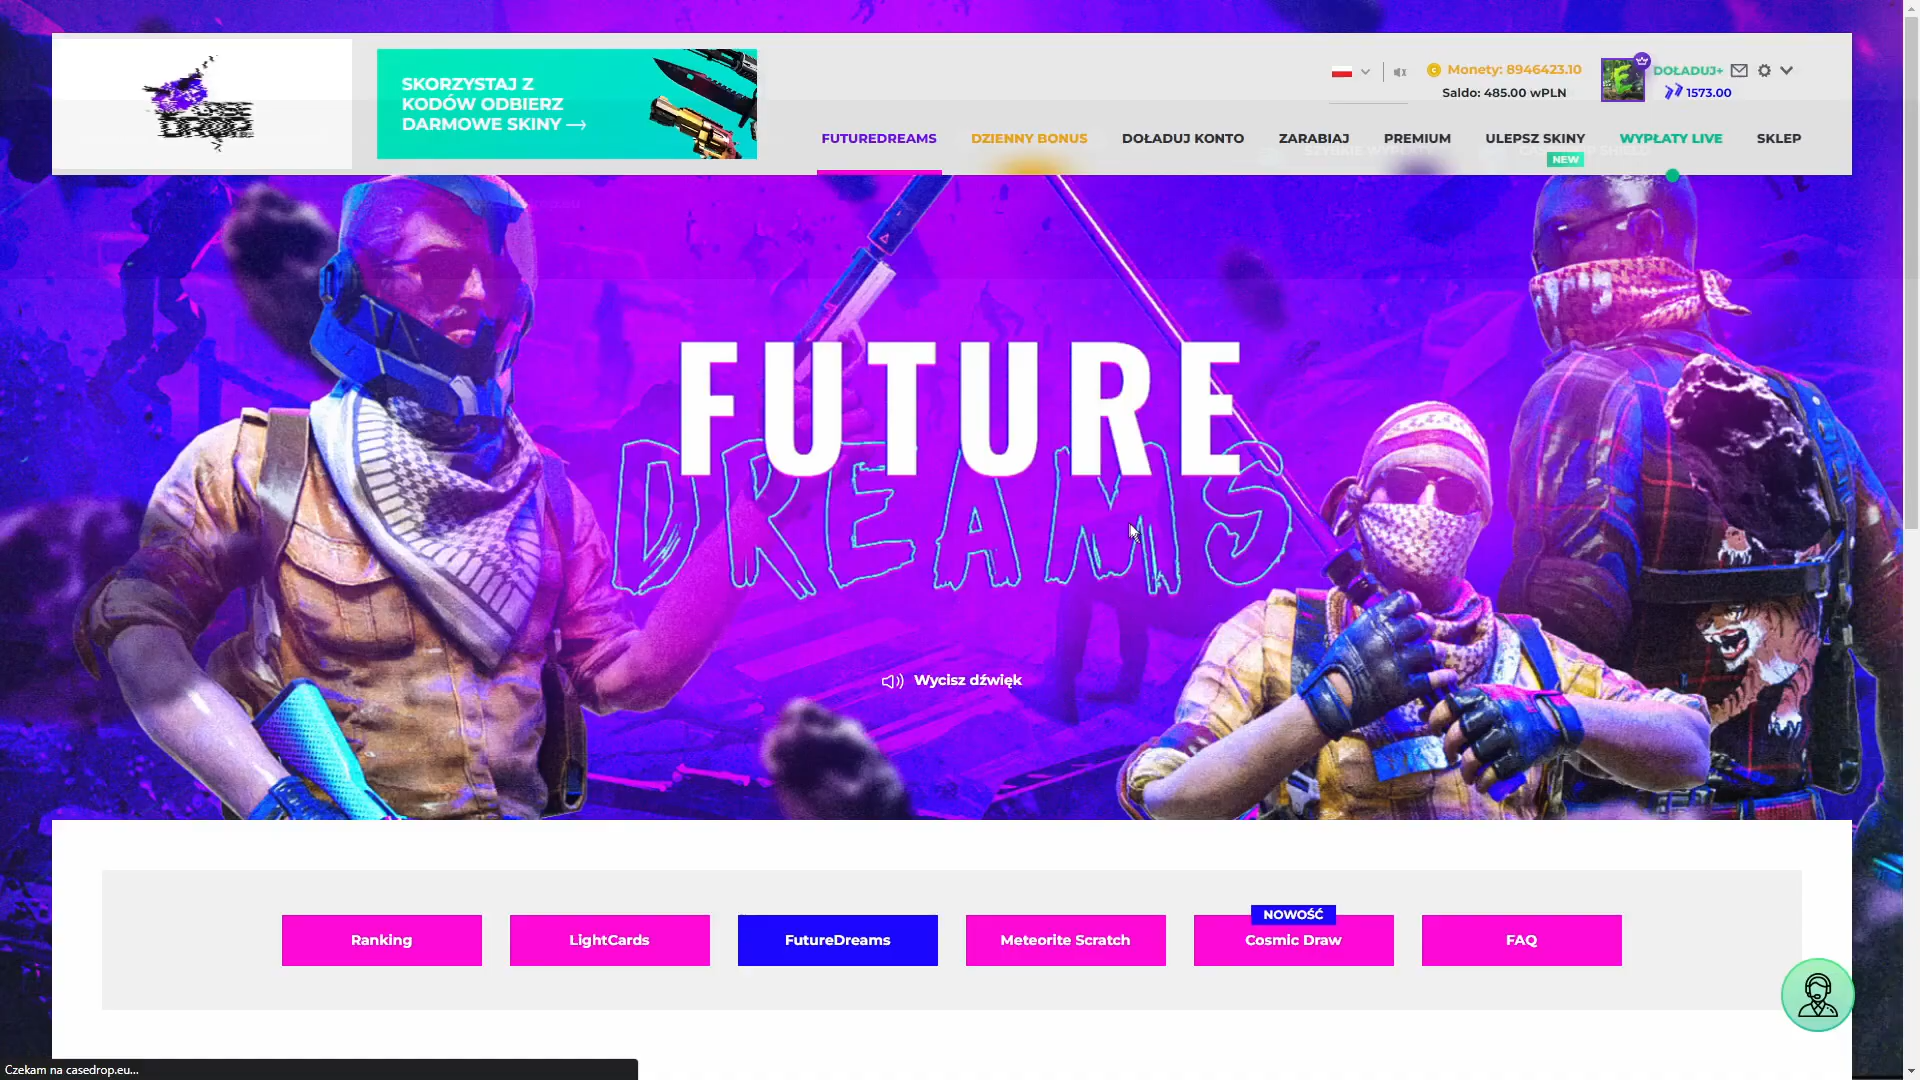 CASE
DROP
SKORZYSTAJ Z
KODÓW ODBIERZ
DARMOWE SKINY
Monety: 8946423.10
Saldo: 485.00 wPLN
DOŁADUJ+
1573.00
FUTUREDREAMS
DZIENNY BONUS
DOŁADUJ KONTO
ZARABIAJ
PREMIUM
ULEPSZ SKINY
NEW
WYPŁATY LIVE
SKLEP
FUTURE
DREAMS
Wycisz dźwięk
Ranking
LightCards
FutureDreams
Meteorite Scratch
NOWOŚĆ
Cosmic Draw
FAQ
Czekam na casedrop.eu...